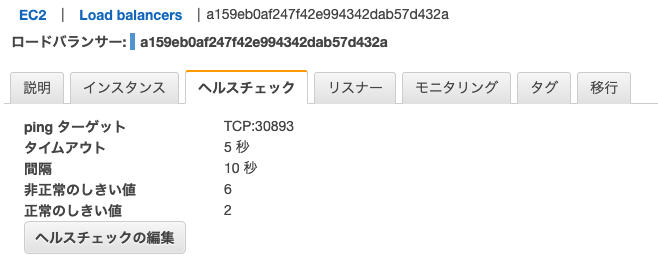 EC2 | Load balancers | a159eb0af247f42e994342dab57d432a
ロードバランサー: a159eb0af247f42e994342dab57d432a
説明 インスタンス ヘルスチェック リスナー モニタリング タグ 移行
ping ターゲット TCP:30893
タイムアウト 5 秒
間隔 10 秒
非正常のしきい値 6
正常のしきい値 2
ヘルスチェックの編集